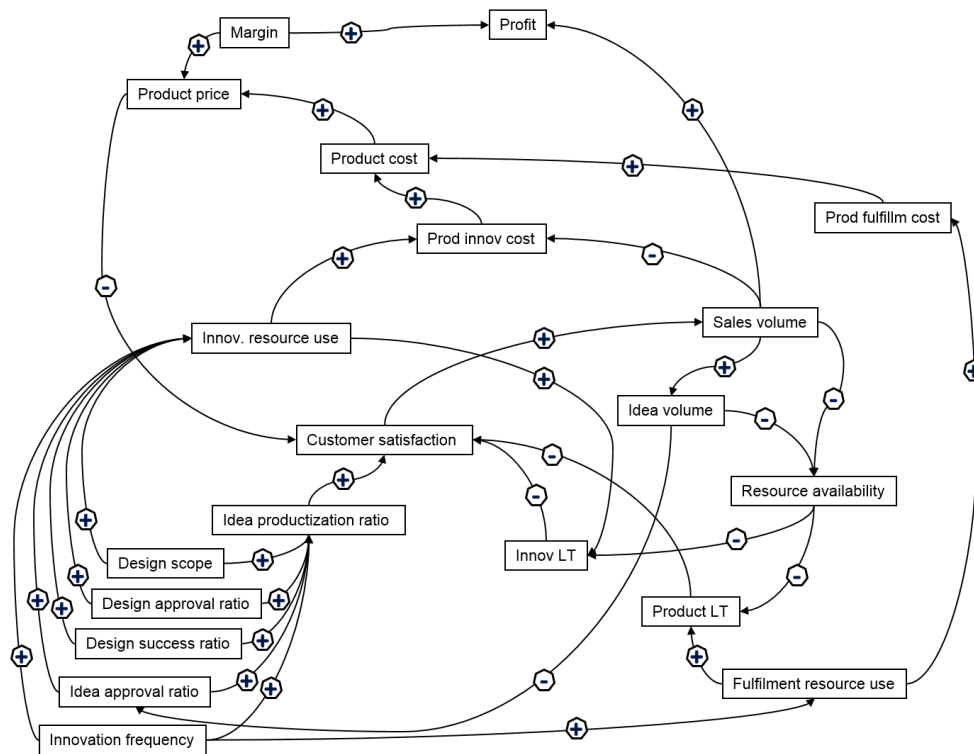 Margin
Profit
+
+
Product price
+
+
Product cost
+
+
Prod fulfillm cost
Prod innov cost
+
-
-
Sales volume
Innov. resource use
+
+
+
+
Idea volume
-
-
Customer satisfaction
-
+
-
Resource availability
Idea productization ratio
+
-
-
Innov LT
Design scope
+
+
-
Design approval ratio
+
+
Product LT
Design success ratio
+
+
+
Idea approval ratio
+
+
+
-
Fulfilment resource use
+
Innovation frequency